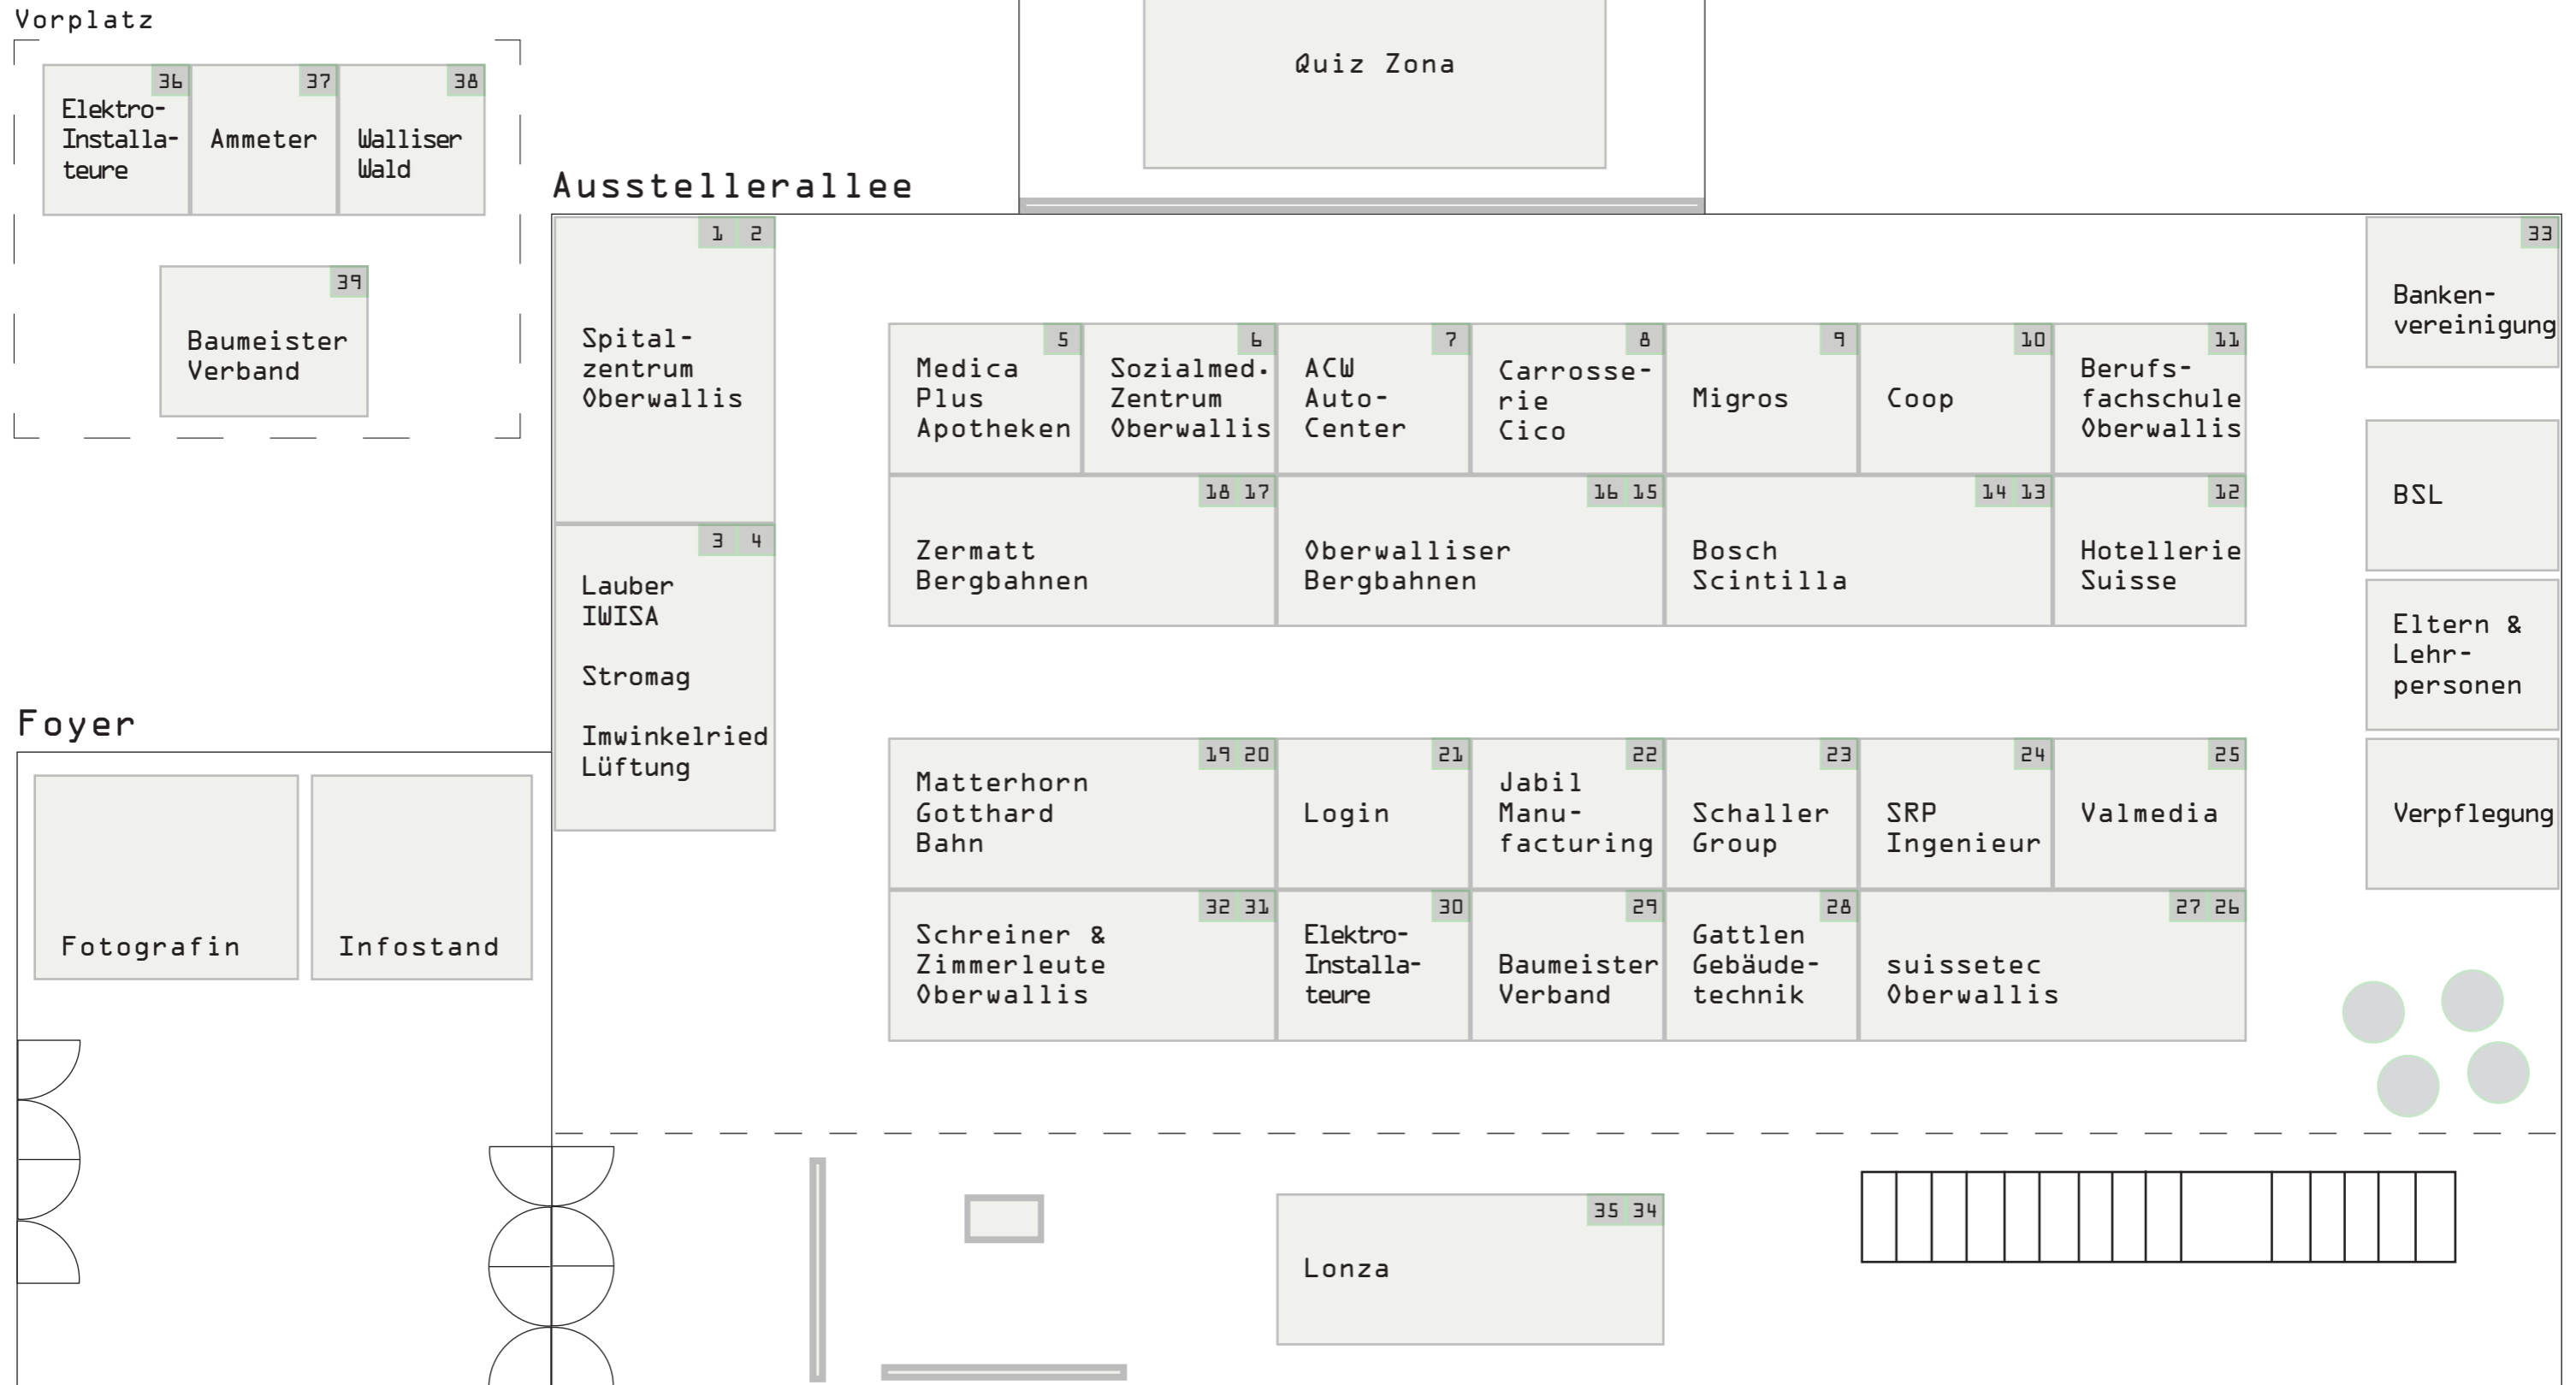 Vorplatz
36
Elektro-
Installa-
teure
37
Ammeter
38
Walliser
Wald
39
Baumeister
Verband
Quiz Zona
Ausstellerallee
1 2
Spital-
zentrum
Oberwallis
3 4
Lauber
IWISA
Stromag
Imwinkelried
Lüftung
5
Medica
Plus
Apotheken
6
Sozialmed.
Zentrum
Oberwallis
7
ACW
Auto-
Center
8
Carrosse-
rie
Cico
9
Migros
10
Coop
11
Berufs-
fachschule
Oberwallis
18 17
Zermatt
Bergbahnen
16 15
Oberwalliser
Bergbahnen
14 13
Bosch
Scintilla
12
Hotellerie
Suisse
33
Banken-
vereinigung
BSL
Eltern &
Lehr-
personen
Verpflegung
19 20
Matterhorn
Gotthard
Bahn
21
Login
22
Jabil
Manu-
facturing
23
Schaller
Group
24
SRP
Ingenieur
25
Valmedia
32 31
Schreiner &
Zimmerleute
Oberwallis
30
Elektro-
Installa-
teure
29
Baumeister
Verband
28
Gattlen
Gebäude-
technik
27 26
suissetec
Oberwallis
Foyer
Fotografin
Infostand
35 34
Lonza